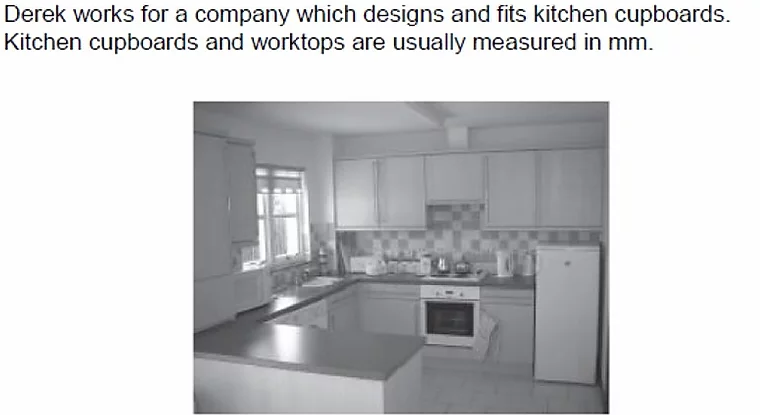 Derek works for a company which designs and fits kitchen cupboards.
Kitchen cupboards and worktops are usually measured in mm.